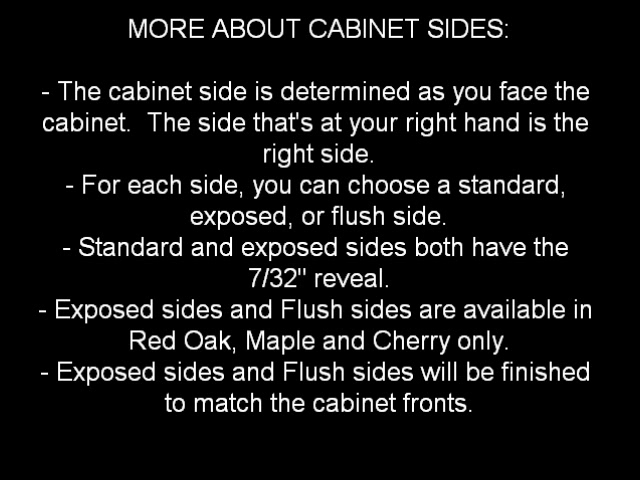 MORE ABOUT CABINET SIDES:
- The cabinet side is determined as you face the
cabinet.  The side that's at your right hand is the
right side.
- For each side, you can choose a standard,
exposed, or flush side.
- Standard and exposed sides both have the
7/32" reveal.
- Exposed sides and Flush sides are available in
Red Oak, Maple and Cherry only.
- Exposed sides and Flush sides will be finished
to match the cabinet fronts.